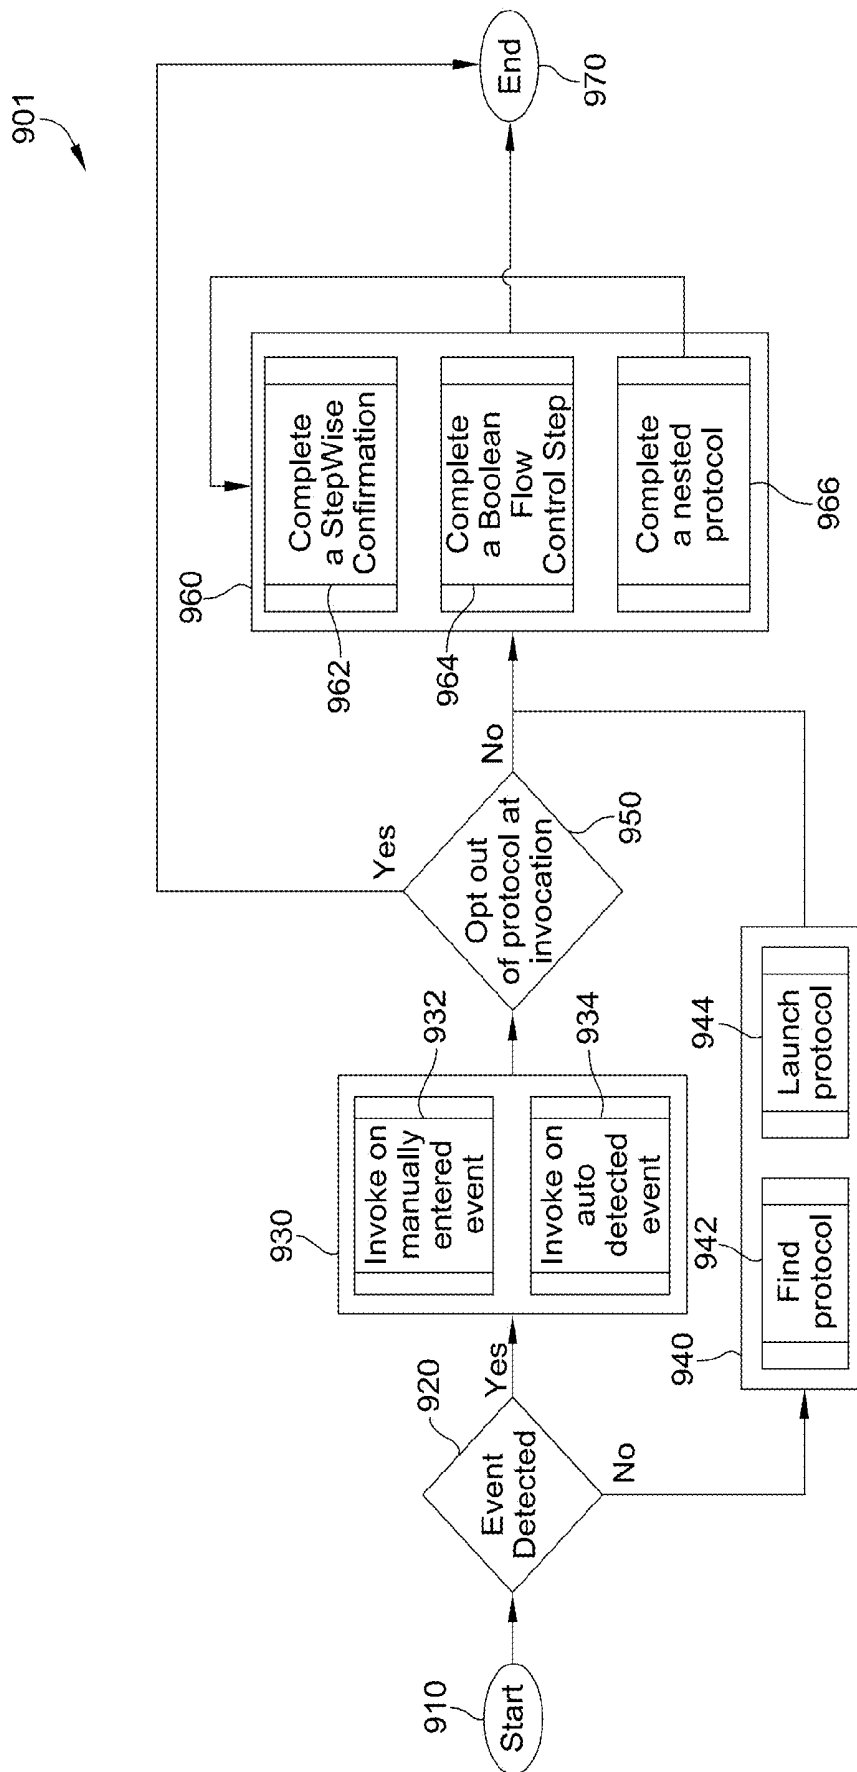 901
910
Start
920
Event
Detected
Yes
No
930
Invoke on
manually
entered
event
932
Invoke on
auto
detected
event
934
940
Find
protocol
942
Launch
protocol
944
Opt out
of protocol at
invocation
950
Yes
No
960
Complete
a StepWise
Confirmation
962
Complete
a Boolean
Flow
Control Step
964
Complete
a nested
protocol
966
End
970